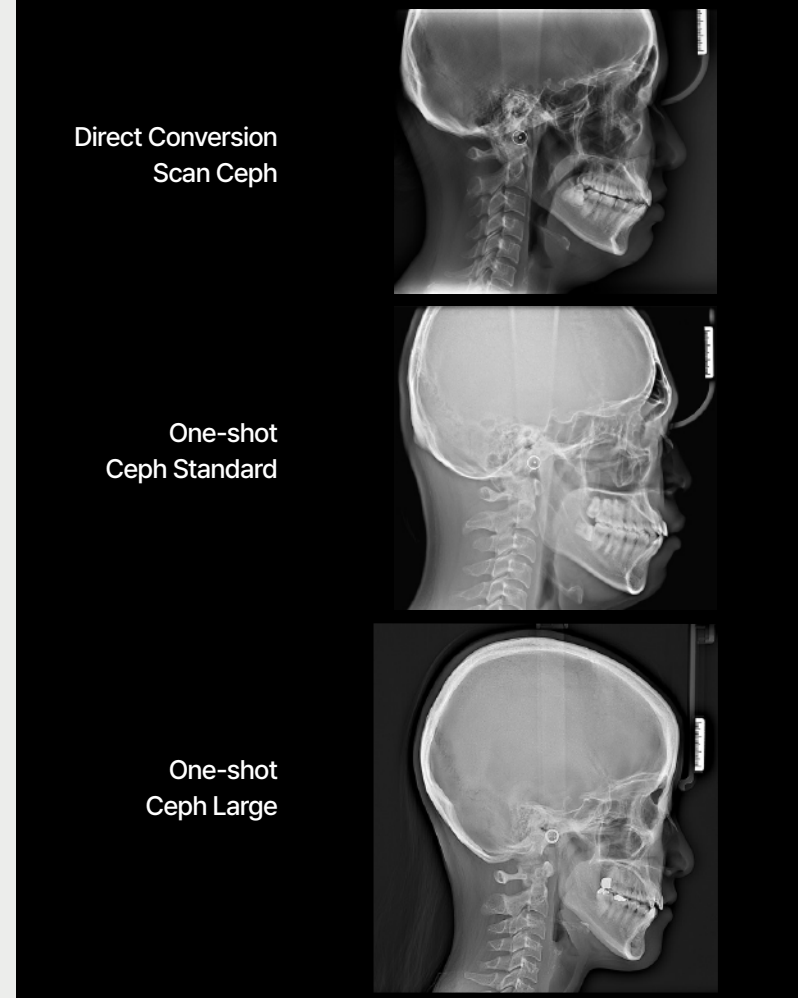 Direct Conversion
Scan Ceph
One-shot
Ceph Standard
One-shot
Ceph Large